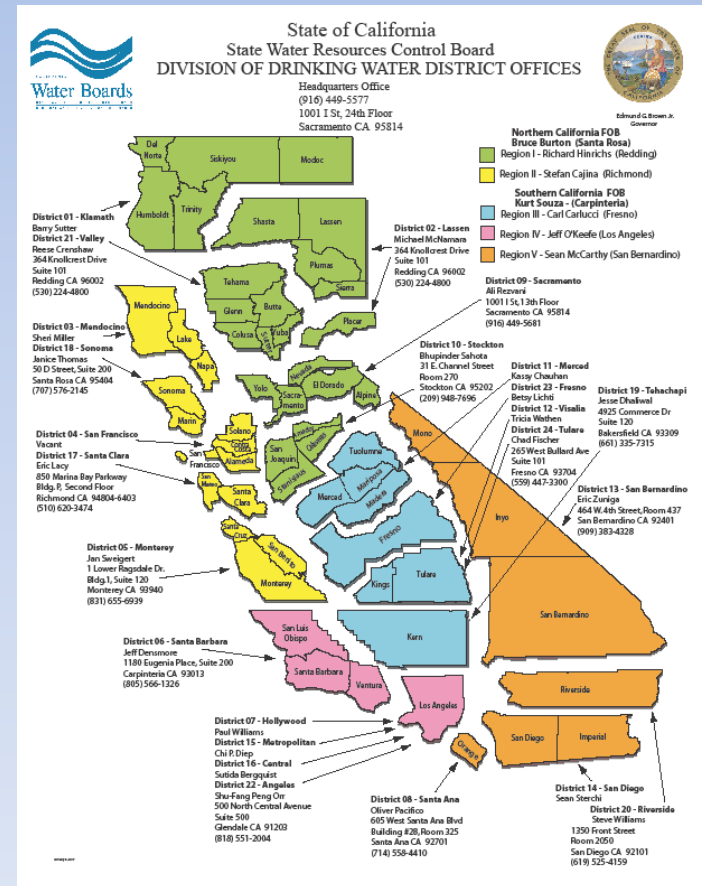 State of California
State Water Resources Control Board
DIVISION OF DRINKING WATER DISTRICT OFFICES
Headquarters Office
(916) 449-5577
1001 I St, 24th Floor
Sacramento CA 95814
Water Boards
Edmund G. Brown Jr.
Governor
Northern California FOB
Bruce Burton (Santa Rosa)
Region I - Richard Hinrichs (Redding)
Region II - Stefan Cajina (Richmond)
Southern California FOB
Kurt Souza - (Carpinteria)
Region III - Carl Carlucci (Fresno)
Region IV - Jeff O'Keefe (Los Angeles)
Region V - Sean McCarthy (San Bernardino)
Del
Norte
Siskiyou
Modoc
Humboldt
Trinity
Shasta
Lassen
Plumas
Sierra
Tehama
Glenn
Butte
Colusa
Sutter
Yuba
Placer
District 01 - Klamath
Barry Sutter
District 21 - Valley
Reese Crenshaw
364 Knollcrest Drive
Suite 101
Redding CA 96002
(530) 224-4800
District 02 - Lassen
Michael McNamara
364 Knollcrest Drive
Suite 101
Redding CA 96002
(530) 224-4800
District 09 - Sacramento
Ali Rezvani
1001 I St, 13th Floor
Sacramento CA 95814
(916) 449-5681
Mendocino
Lake
Napa
Sonoma
Marin
District 03 - Mendocino
Sheri Miller
District 18 - Sonoma
Janice Thomas
50 D Street, Suite 200
Santa Rosa CA 95404
(707) 576-2145
Nevada
Yolo
Sacra-
mento
El Dorado
Alpine
District 10 - Stockton
Bhupinder Sahota
31 E. Channel Street
Room 270
Stockton CA 95202
(209) 948-7696
District 11 - Merced
Kassy Chauhan
District 23 - Fresno
Betsy Lichti
District 12 - Visalia
Tricia Wathen
District 24 - Tulare
Chad Fischer
265 West Bullard Ave
Suite 101
Fresno CA 93704
(559) 447-3300
District 19 - Tehachapi
Jesse Dhaliwal
4925 Commerce Dr
Suite 120
Bakersfield CA 93309
(661) 335-7315
District 13 - San Bernardino
Eric Zuniga
464 W. 4th Street, Room 437
San Bernardino CA 92401
(909) 383-4328
District 04 - San Francisco
Vacant
District 17 - Santa Clara
Eric Lacy
850 Marina Bay Parkway
Bldg. P, Second Floor
Richmond CA 94804-6403
(510) 620-3474
Solano
Contra
Costa
Alameda
San
Francisco
San
Mateo
Santa
Clara
Amador
Calaveras
San
Joaquin
Stanislaus
Tuolumne
Mariposa
Merced
Madera
Fresno
Kings
Tulare
Kern
Mono
Inyo
San Bernardino
Santa
Cruz
San Benito
Monterey
District 05 - Monterey
Jan Sweigert
1 Lower Ragsdale Dr.
Bldg.1, Suite 120
Monterey CA 93940
(831) 655-6939
San Luis
Obispo
Santa Barbara
Ventura
Los Angeles
District 06 - Santa Barbara
Jeff Densmore
1180 Eugenia Place, Suite 200
Carpinteria CA 93013
(805) 566-1326
District 07 - Hollywood
Paul Williams
District 15 - Metropolitan
Chi P. Diep
District 16 - Central
Sutida Bergquist
District 22 - Angeles
Shu-Fang Peng Orr
500 North Central Avenue
Suite 500
Glendale CA 91203
(818) 551-2004
Orange
Riverside
San Diego
Imperial
District 08 - Santa Ana
Oliver Pacifico
605 West Santa Ana Blvd
Building #28, Room 325
Santa Ana CA 92701
(714) 558-4410
District 14 - San Diego
Sean Sterchi
District 20 - Riverside
Steve Williams
1350 Front Street
Room 2050
San Diego CA 92101
(619) 525-4159